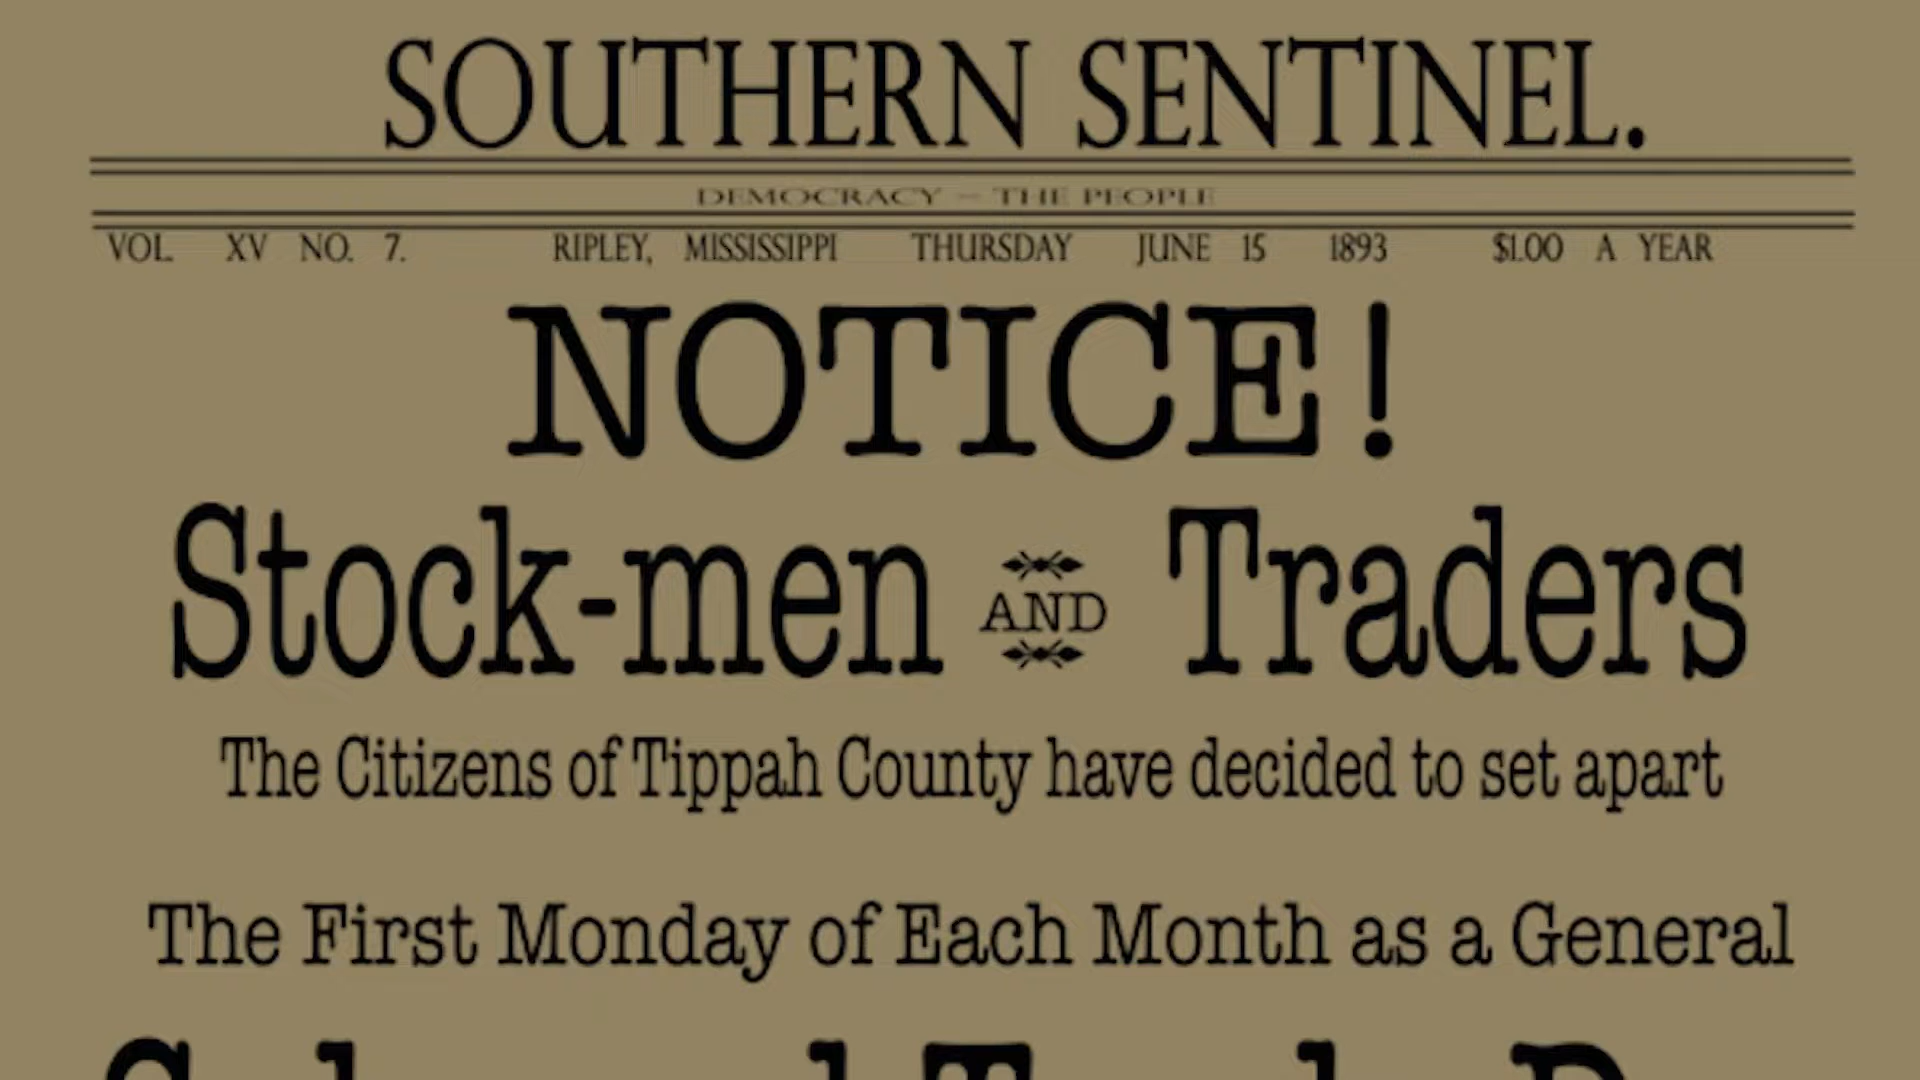 SOUTHERN SENTINEL.
DEMOCRACY - THE PEOPLE
VOL. XV NO. 7. RIPLEY, MISSISSIPPI THURSDAY JUNE 15 1893 $1.00 A YEAR
NOTICE!
Stock-men AND Traders
The Citizens of Tippah County have decided to set apart
The First Monday of Each Month as a General